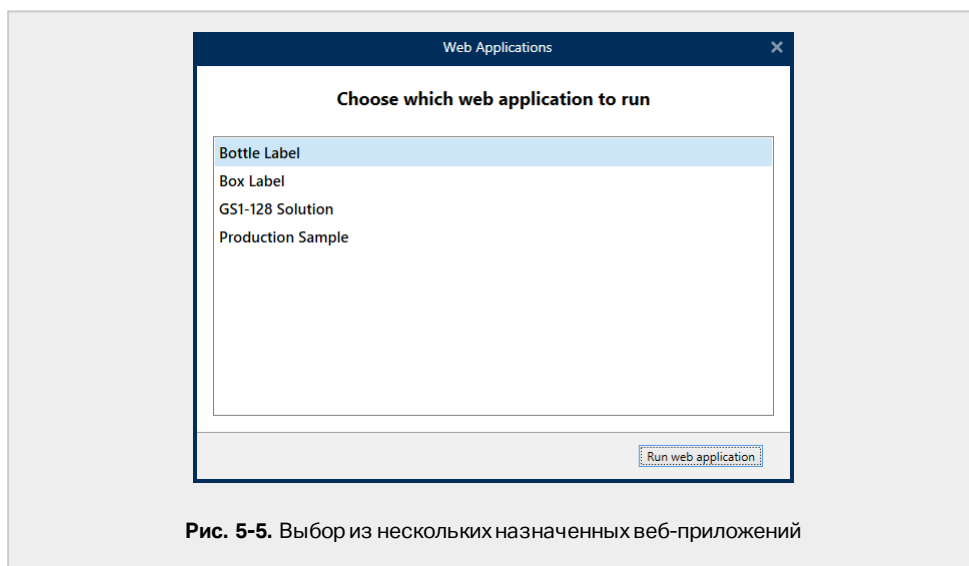 Web Applications
Choose which web application to run
Bottle Label
Box Label
GS1-128 Solution
Production Sample
Run web application
Рис. 5-5. Выбор из нескольких назначенных веб-приложений